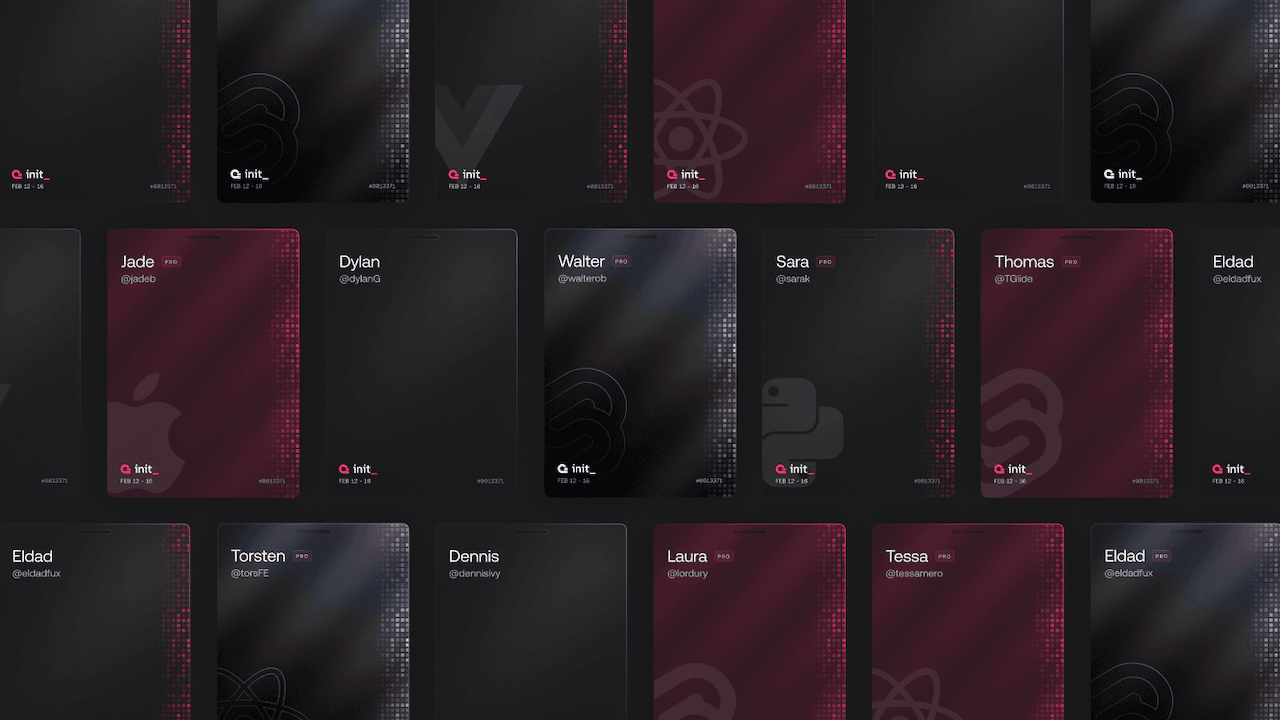 init_
FEB 12 - 16
#0013371
init_
FEB 12 - 16
#0013371
init_
FEB 12 - 16
#0013371
init_
FEB 12 - 16
#0013371
init_
FEB 12 - 16
#0013371
init_
FEB 12 - 16
#0013371
#0013371
Jade PRO
@jadeb
init_
FEB 12 - 16
#0013371
Dylan
@dylanG
init_
FEB 12 - 16
#0013371
Walter PRO
@walterob
init_
FEB 12 - 16
#0013371
Sara PRO
@sarak
init_
FEB 12 - 16
#0013371
Thomas PRO
@TGlide
init_
FEB 12 - 16
#0013371
Eldad
@eldadfux
init_
FEB 12 - 16
Eldad
@eldadfux
Torsten PRO
@torsFE
Dennis
@dennisivy
Laura PRO
@lordury
Tessa PRO
@tessamero
Eldad PRO
@eldadfux